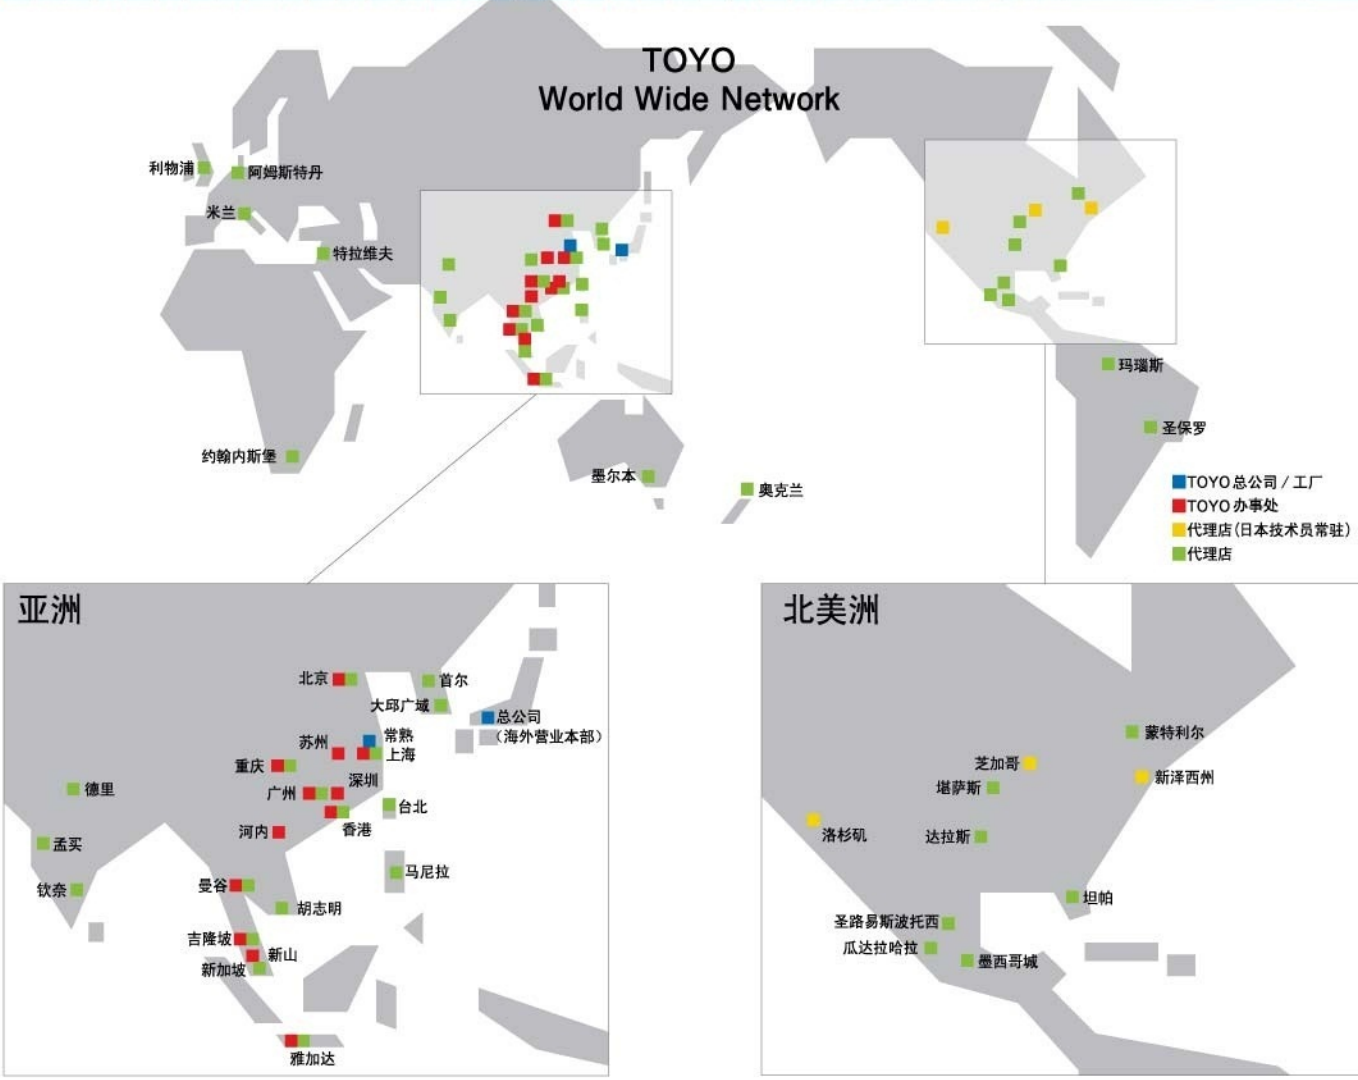 TOYO
World Wide Network
利物浦
阿姆斯特丹
米兰
特拉维夫
约翰内斯堡
墨尔本
奥克兰
玛瑙斯
圣保罗
TOYO 总公司 / 工厂
TOYO 办事处
代理店(日本技术员常驻)
代理店
亚洲
北京
首尔
大邱广域
总公司
(海外营业本部)
常熟
苏州
上海
重庆
深圳
广州
德里
台北
香港
河内
孟买
马尼拉
曼谷
钦奈
胡志明
吉隆坡
新山
新加坡
雅加达
北美洲
蒙特利尔
芝加哥
新泽西州
堪萨斯
洛杉矶
达拉斯
坦帕
圣路易斯波托西
瓜达拉哈拉
墨西哥城